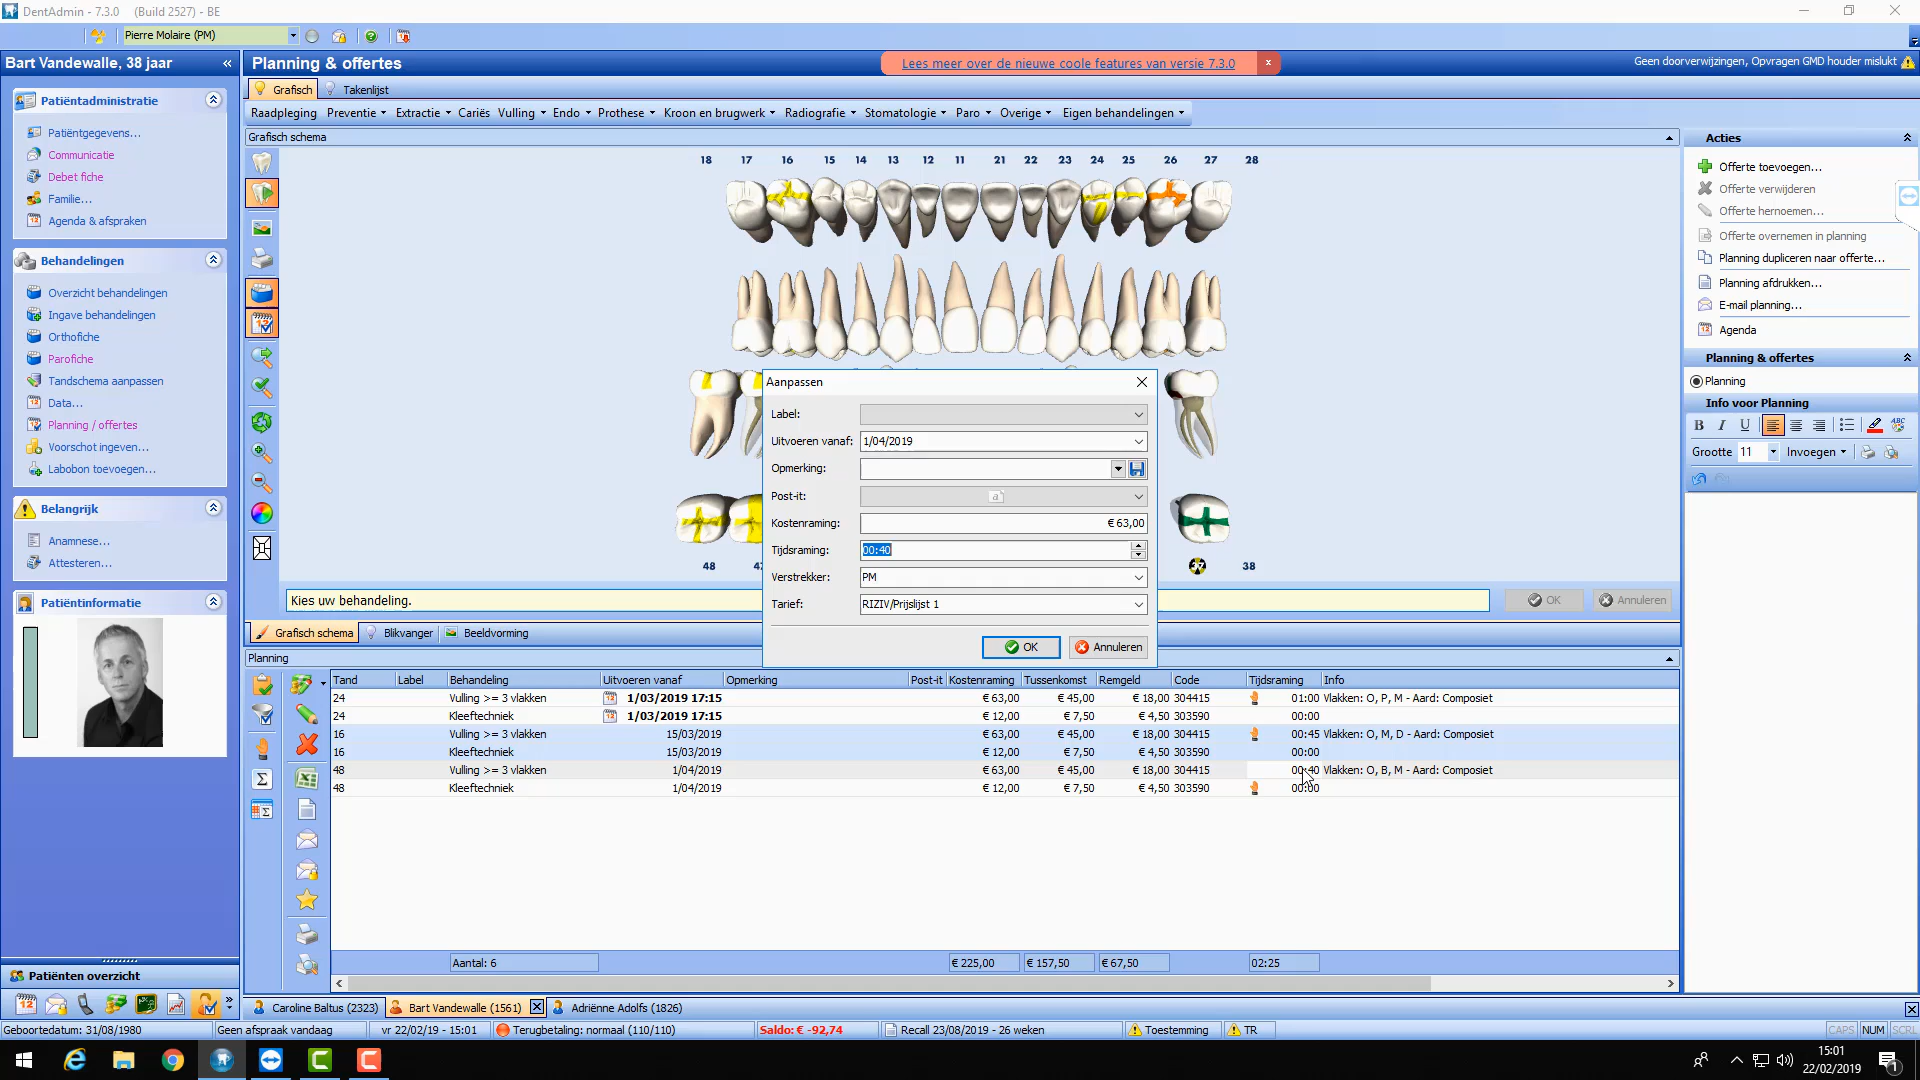 DentAdmin - 7.3.0 (Build 2527) - BE
Pierre Molaire (PM)
Bart Vandewalle, 38 jaar «
Planning & offertes
Lees meer over de nieuwe coole features van versie 7.3.0 x
Geen doorverwijzingen, Opvragen GMD houder mislukt
Grafisch Takenlijst
Raadpleging Preventie Extractie Cariës Vulling Endo Prothese Kroon en brugwerk Radiografie Stomatologie Paro Overige Eigen behandelingen
Grafisch schema
18 17 16 15 14 13 12 11 21 22 23 24 25 26 27 28
Patiëntadministratie
Patiëntgegevens...
Communicatie
Debet fiche
Familie...
Agenda & afspraken
Behandelingen
Overzicht behandelingen
Ingave behandelingen
Orthofiche
Parofiche
Tandschema aanpassen
Data...
Planning / offertes
Voorschot ingeven...
Labobon toevoegen...
Belangrijk
Anamnese...
Attesteren...
Patiëntinformatie
Patiënten overzicht
Acties
Offerte toevoegen...
Offerte verwijderen
Offerte hernoemen...
Offerte overnemen in planning
Planning dupliceren naar offerte...
Planning afdrukken...
E-mail planning...
Agenda
Planning & offertes
Planning
Info voor Planning
B I U
Grootte 11 Invoegen
Aanpassen
Label:
Uitvoeren vanaf: 1/04/2019
Opmerking:
Post-it: a
Kostenraming: € 63,00
Tijdsraming: 00:40
Verstrekker: PM
Tarief: RIZIV/Prijslijst 1
OK Annuleren
48 38
Kies uw behandeling.
OK Annuleren
Grafisch schema Blikvanger Beeldvorming
Planning
Tand Label Behandeling Uitvoeren vanaf Opmerking Post-it Kostenraming Tussenkomst Remgeld Code Tijdsraming Info
24 Vulling >= 3 vlakken 1/03/2019 17:15 € 63,00 € 45,00 € 18,00 304415 01:00 Vlakken: O, P, M - Aard: Composiet
24 Kleeftechniek 1/03/2019 17:15 € 12,00 € 7,50 € 4,50 303590 00:00
16 Vulling >= 3 vlakken 15/03/2019 € 63,00 € 45,00 € 18,00 304415 00:45 Vlakken: O, M, D - Aard: Composiet
16 Kleeftechniek 15/03/2019 € 12,00 € 7,50 € 4,50 303590 00:00
48 Vulling >= 3 vlakken 1/04/2019 € 63,00 € 45,00 € 18,00 304415 00:40 Vlakken: O, B, M - Aard: Composiet
48 Kleeftechniek 1/04/2019 € 12,00 € 7,50 € 4,50 303590 00:00
Aantal: 6 € 225,00 € 157,50 € 67,50 02:25
Caroline Baltus (2323) Bart Vandewalle (1561) Adriënne Adolfs (1826)
Geboortedatum: 31/08/1980 Geen afspraak vandaag vr 22/02/19 - 15:01 Terugbetaling: normaal (110/110) Saldo: € -92,74 Recall 23/08/2019 - 26 weken Toestemming TR CAPS NUM SCRL
15:01
22/02/2019
1